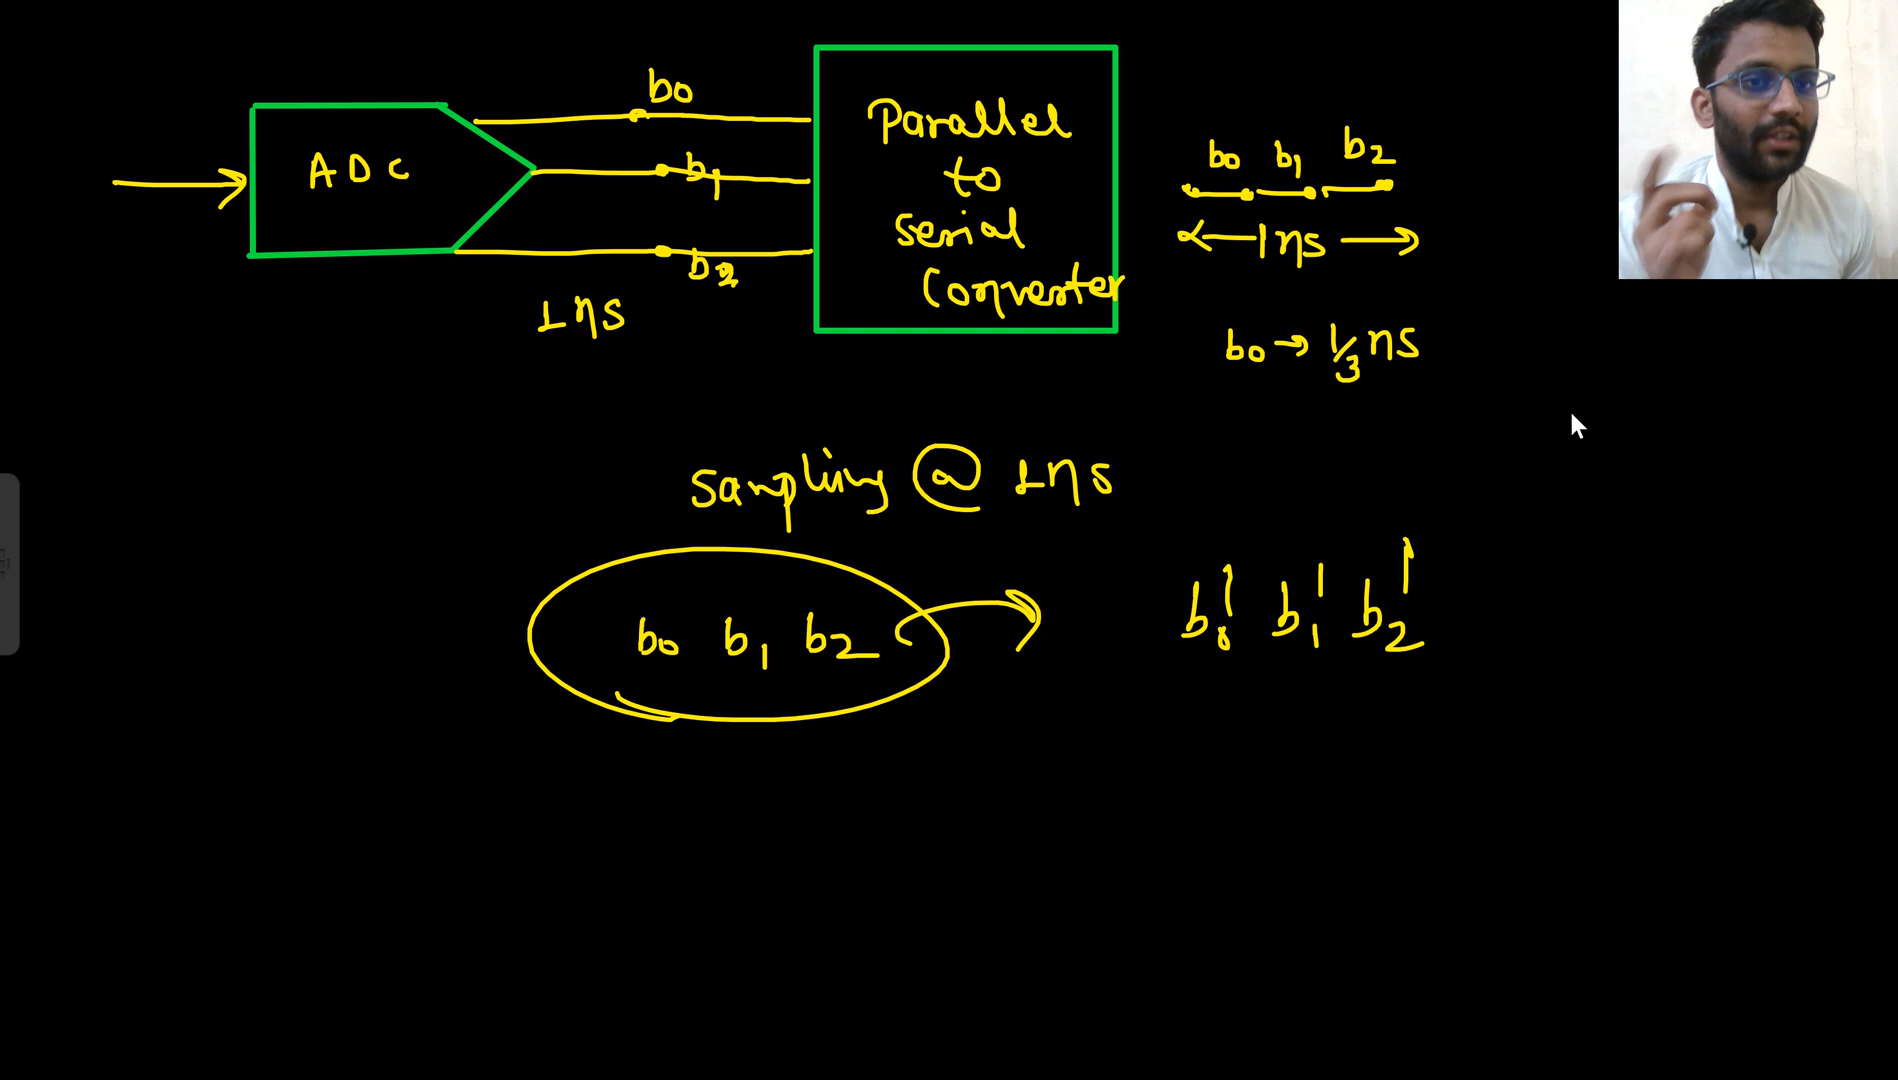 ADC
b0
b1
b2
1ns
Parallel
to
serial
Converter
b0 b1 b2
1ns
b0 → 1/3 ns
Sampling @ 1ns
b0 b1 b2
b0' b1' b2'